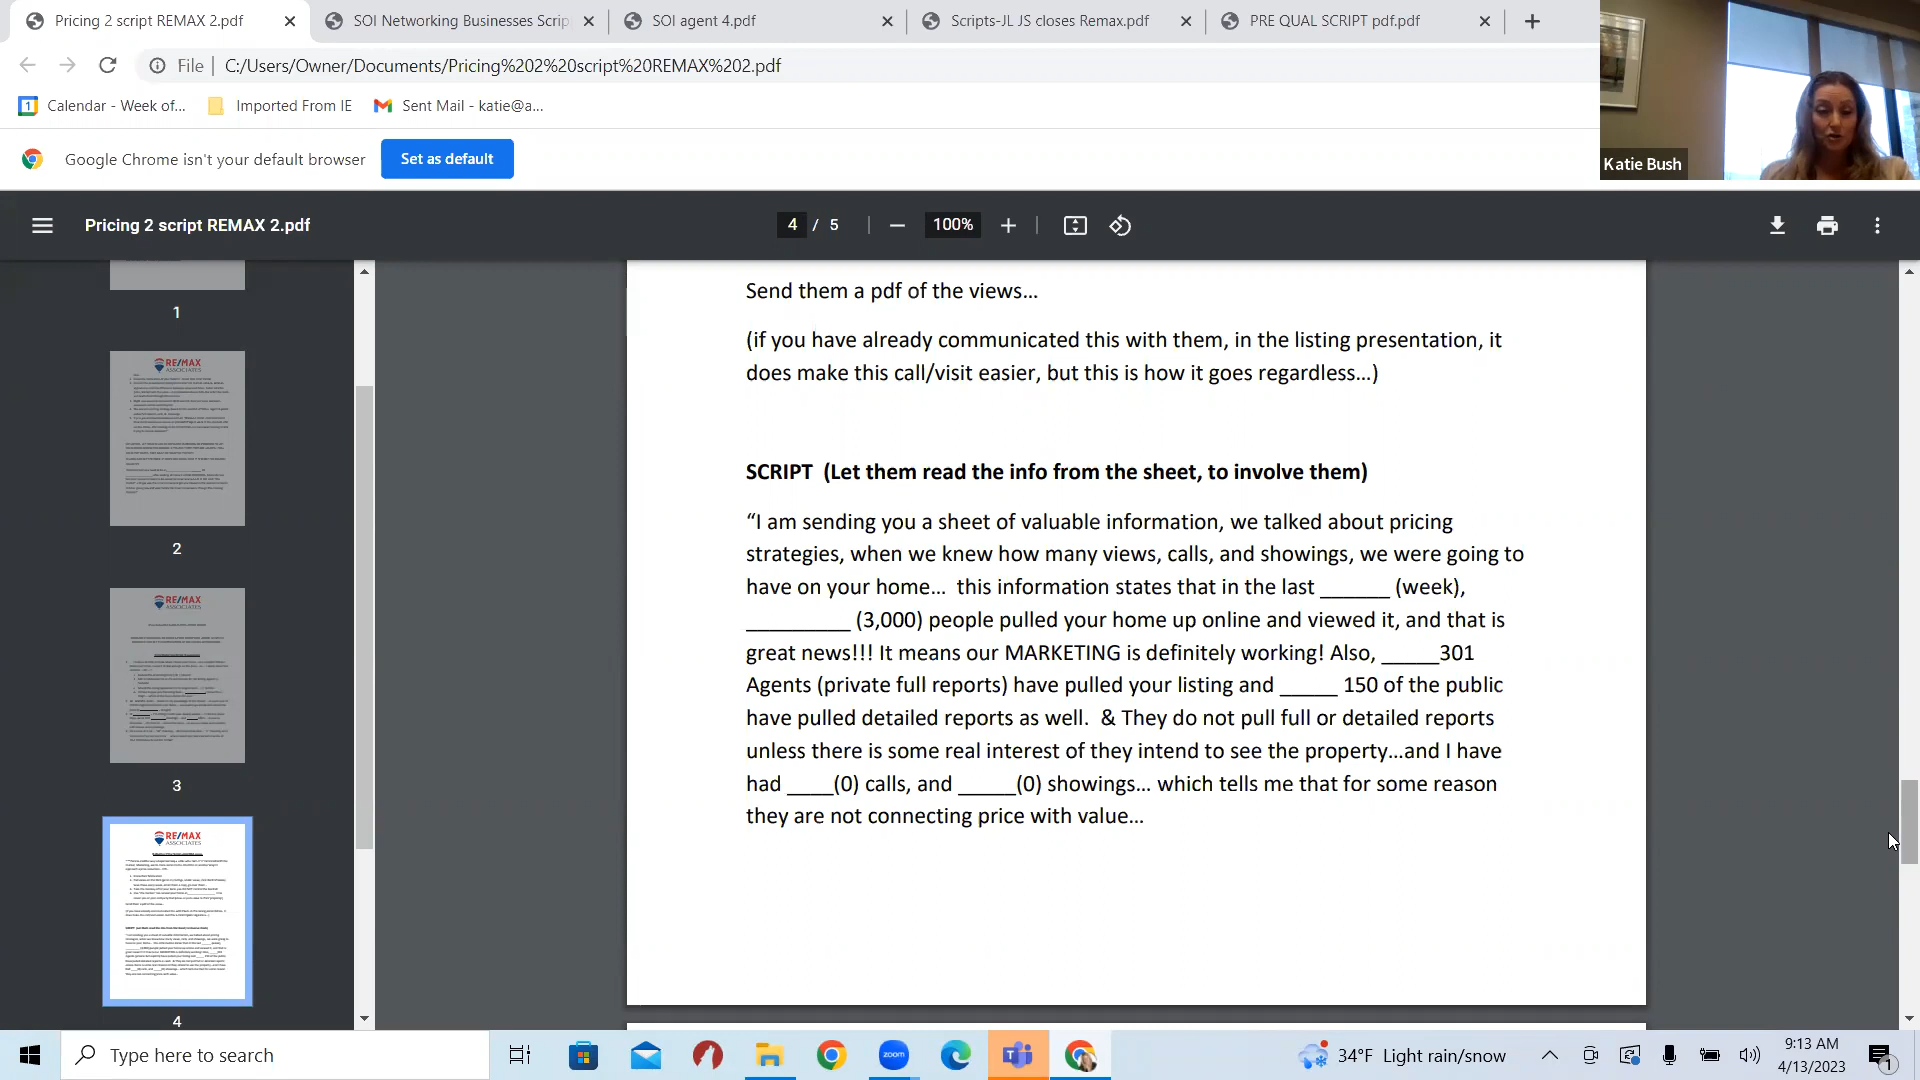 Pricing 2 script REMAX 2.pdf
SOI Networking Businesses Scrip
SOI agent 4.pdf
Scripts-JL JS closes Remax.pdf
PRE QUAL SCRIPT pdf.pdf
File | C:/Users/Owner/Documents/Pricing%202%20script%20REMAX%202.pdf
Calendar - Week of...
Imported From IE
Sent Mail - katie@a...
Google Chrome isn't your default browser
Set as default
Katie Bush
Pricing 2 script REMAX 2.pdf
4 / 5
100%
1
RE/MAX
ASSOCIATES
2
RE/MAX
ASSOCIATES
3
RE/MAX
ASSOCIATES
4
Send them a pdf of the views…
(if you have already communicated this with them, in the listing presentation, it
does make this call/visit easier, but this is how it goes regardless…)
SCRIPT (Let them read the info from the sheet, to involve them)
“I am sending you a sheet of valuable information, we talked about pricing
strategies, when we knew how many views, calls, and showings, we were going to
have on your home… this information states that in the last ______ (week),
_________ (3,000) people pulled your home up online and viewed it, and that is
great news!!! It means our MARKETING is definitely working! Also, _____301
Agents (private full reports) have pulled your listing and _____ 150 of the public
have pulled detailed reports as well. & They do not pull full or detailed reports
unless there is some real interest of they intend to see the property…and I have
had ____(0) calls, and _____(0) showings… which tells me that for some reason
they are not connecting price with value…
Type here to search
zoom
34°F Light rain/snow
9:13 AM
4/13/2023
1